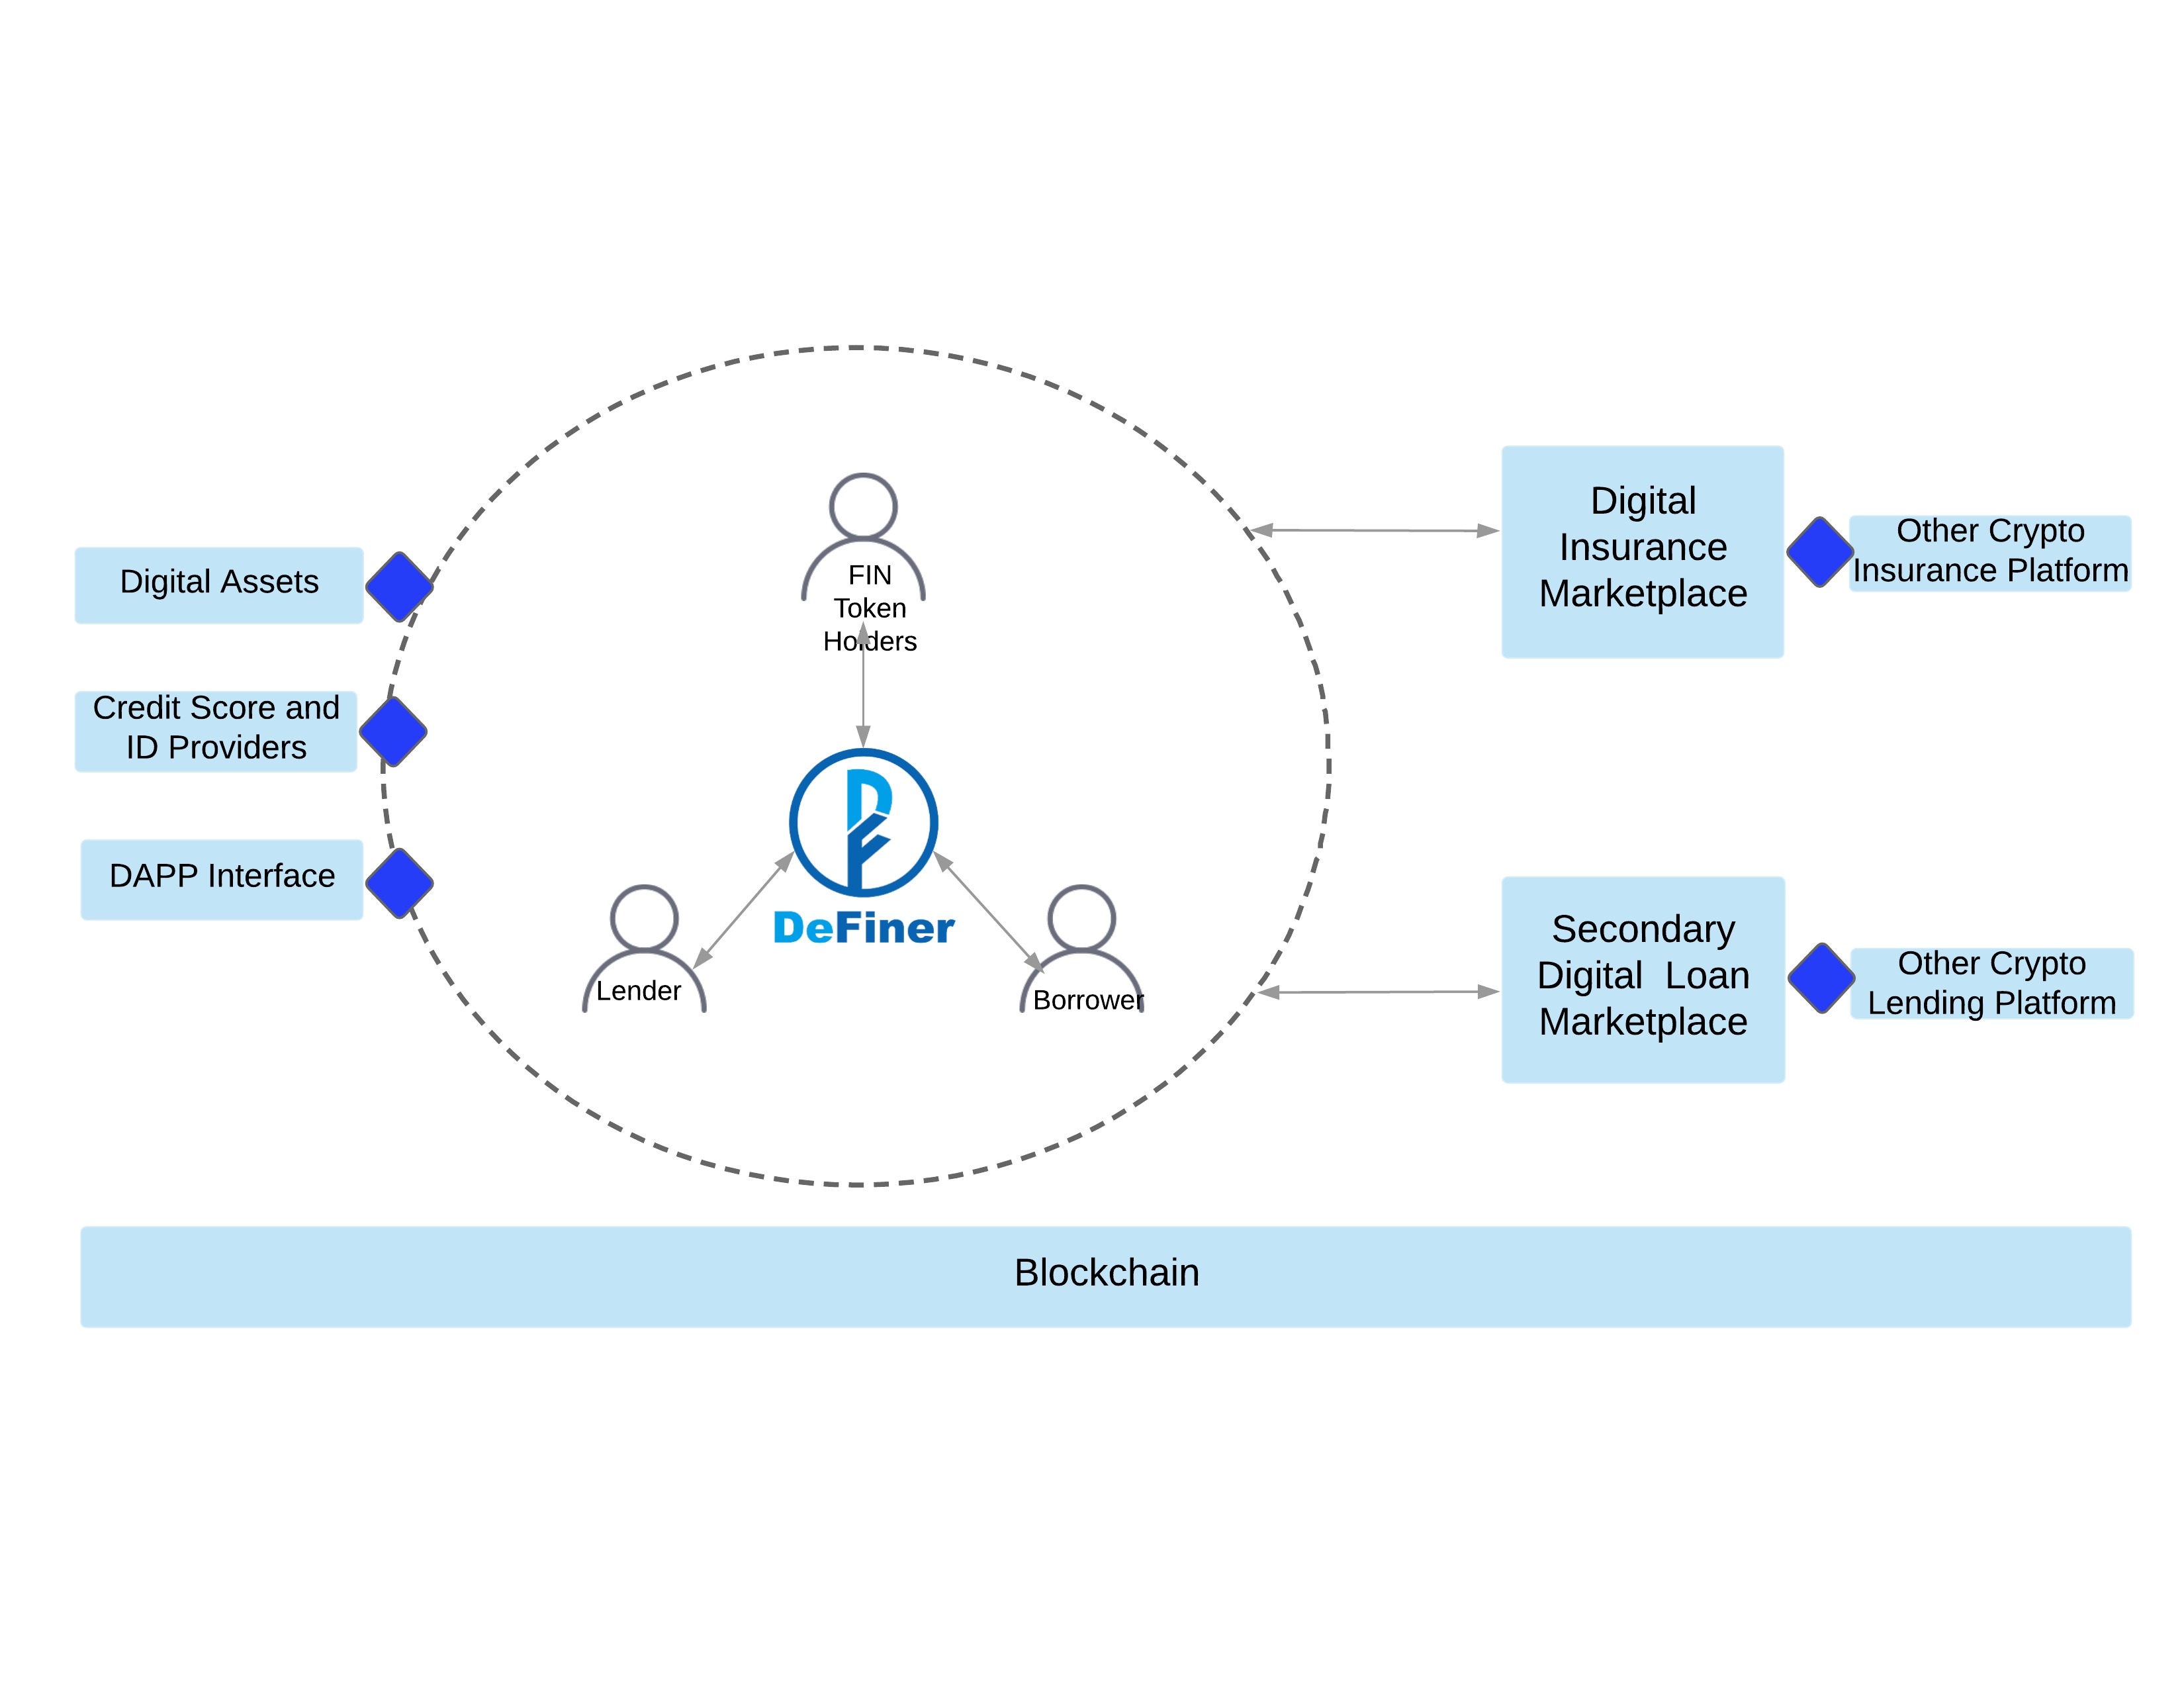 Digital Assets
Credit Score and
ID Providers
DAPP Interface
FIN
Token
Holders
DeFiner
Lender
Borrower
Digital
Insurance
Marketplace
Other Crypto
Insurance Platform
Secondary
Digital Loan
Marketplace
Other Crypto
Lending Platform
Blockchain